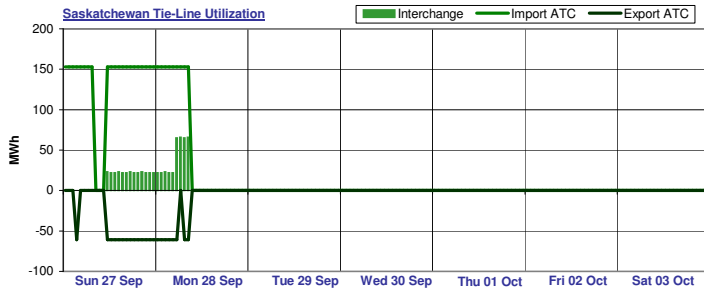 Saskatchewan Tie-Line Utilization
Interchange Import ATC Export ATC
200
150
100
50
0
-50
-100
MWh
Sun 27 Sep Mon 28 Sep Tue 29 Sep Wed 30 Sep Thu 01 Oct Fri 02 Oct Sat 03 Oct